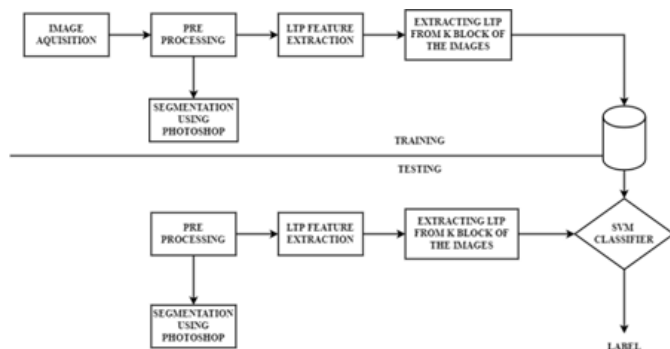 IMAGE
AQUISITION
PRE
PROCESSING
LTP FEATURE
EXTRACTION
EXTRACTING LTP
FROM K BLOCK OF
THE IMAGES
SEGMENTATION
USING
PHOTOSHOP
TRAINING
TESTING
PRE
PROCESSING
LTP FEATURE
EXTRACTION
EXTRACTING LTP
FROM K BLOCK OF
THE IMAGES
SVM
CLASSIFIER
SEGMENTATION
USING
PHOTOSHOP
LABEL